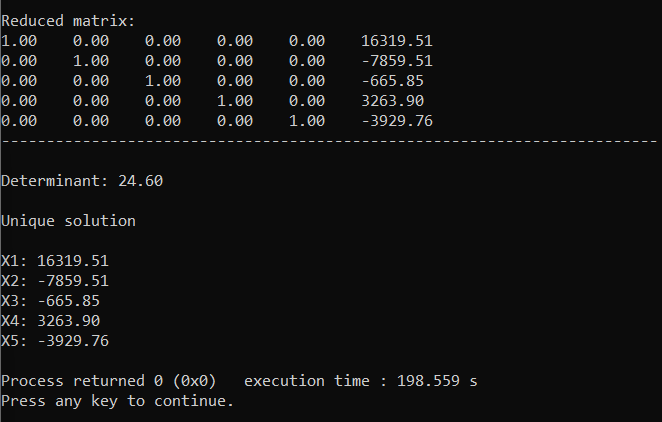 Reduced matrix:
1.00    0.00    0.00    0.00    0.00    16319.51
0.00    1.00    0.00    0.00    0.00    -7859.51
0.00    0.00    1.00    0.00    0.00    -665.85
0.00    0.00    0.00    1.00    0.00    3263.90
0.00    0.00    0.00    0.00    1.00    -3929.76
-------------------------------------------------------------------------
Determinant: 24.60
Unique solution
X1: 16319.51
X2: -7859.51
X3: -665.85
X4: 3263.90
X5: -3929.76
Process returned 0 (0x0)   execution time : 198.559 s
Press any key to continue.